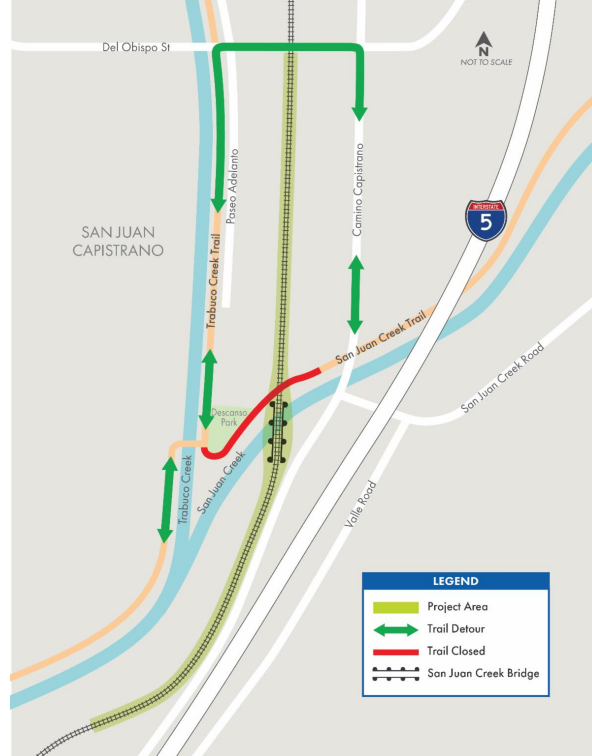 Del Obispo St
N
NOT TO SCALE
Paseo Adelanto
Camino Capistrano
INTERSTATE
5
SAN JUAN
CAPISTRANO
Trabuco Creek Trail
San Juan Creek Trail
San Juan Creek Road
Descanso
Park
San Juan Creek
Trabuco Creek
Valle Road
LEGEND
Project Area
Trail Detour
Trail Closed
San Juan Creek Bridge